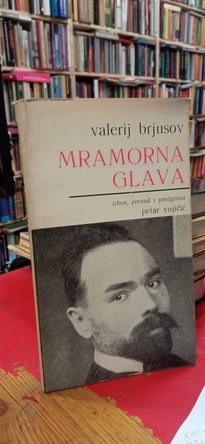 valerij brjusov
MRAMORNA
GLAVA
izbor, prevod i predgovor
petar vujičić